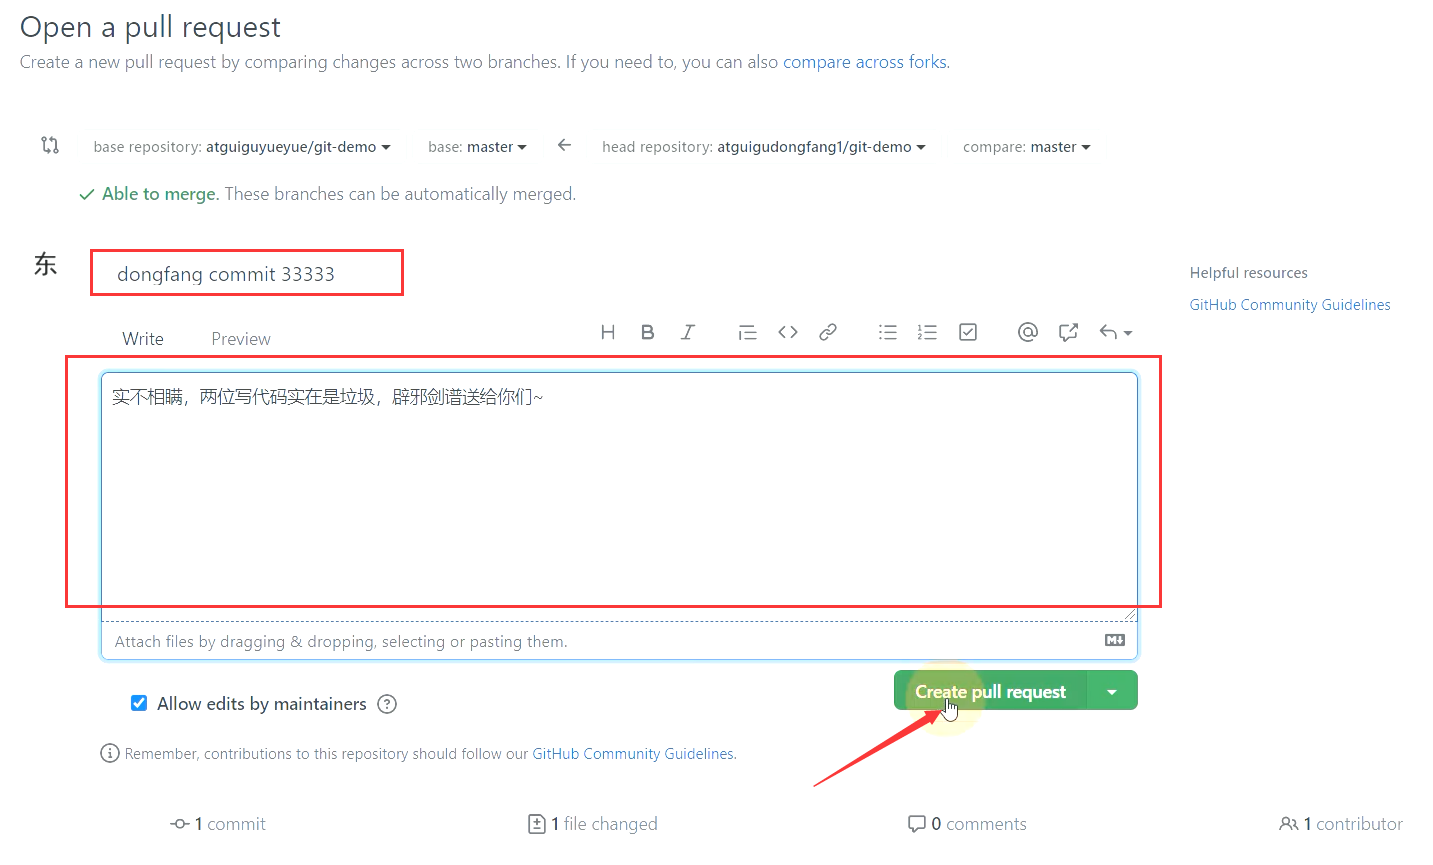 Open a pull request
Create a new pull request by comparing changes across two branches. If you need to, you can also compare across forks.
base repository: atguiguyueyue/git-demo base: master head repository: atguigudongfang1/git-demo compare: master
Able to merge. These branches can be automatically merged.
东
dongfang commit 33333
Helpful resources
GitHub Community Guidelines
Write Preview
实不相瞒，两位写代码实在是垃圾，辟邪剑谱送给你们~
Attach files by dragging & dropping, selecting or pasting them.
Create pull request
Allow edits by maintainers
Remember, contributions to this repository should follow our GitHub Community Guidelines.
1 commit 1 file changed 0 comments 1 contributor